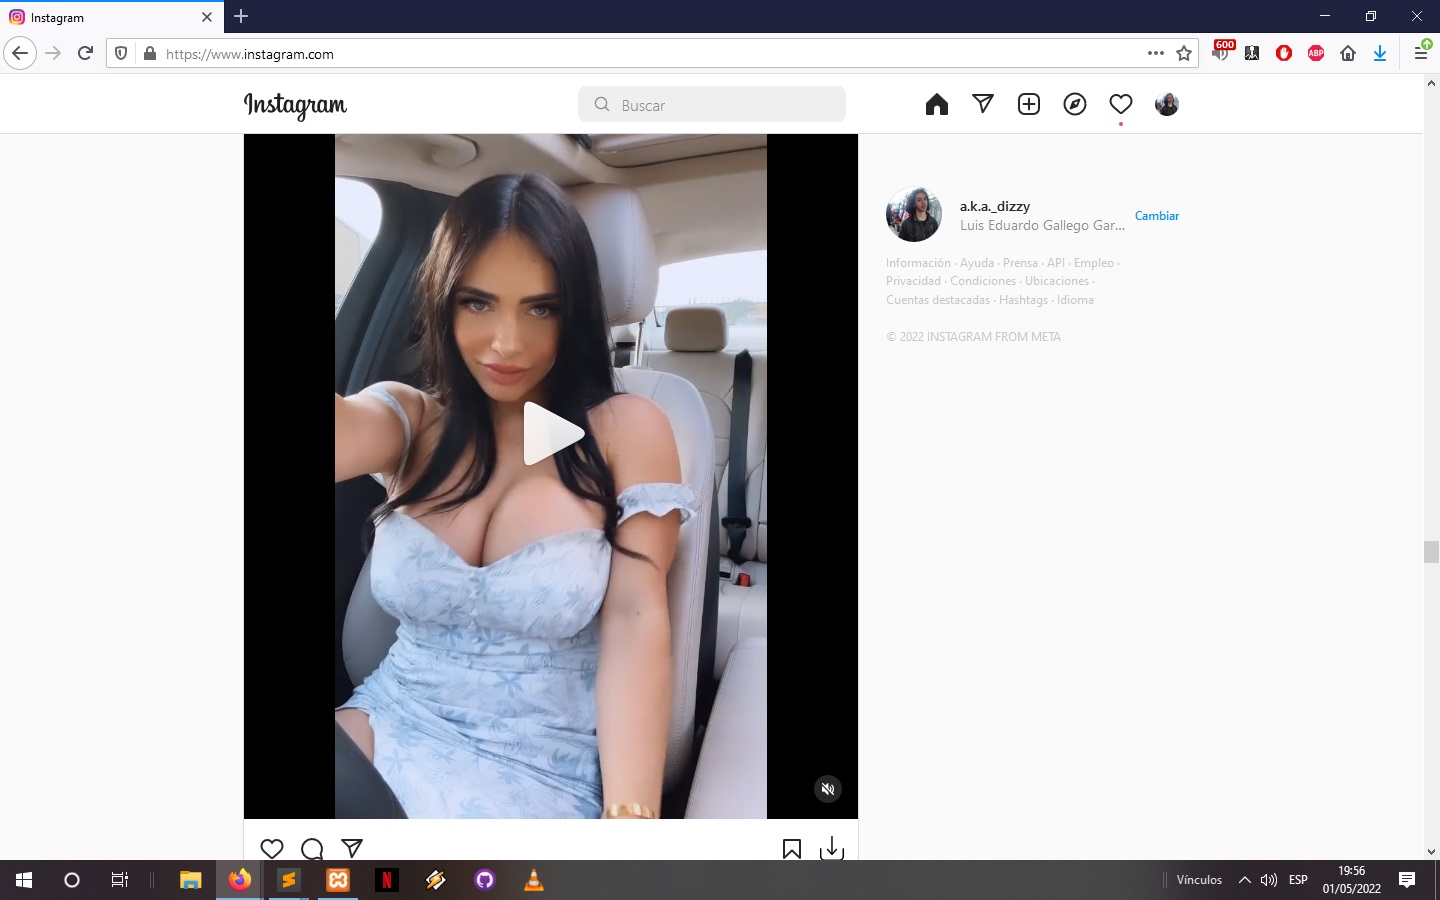 Instagram
https://www.instagram.com
600
ABP
Instagram
Buscar
a.k.a._dizzy
Luis Eduardo Gallego Gar...
Cambiar
Información · Ayuda · Prensa · API · Empleo ·
Privacidad · Condiciones · Ubicaciones ·
Cuentas destacadas · Hashtags · Idioma
© 2022 INSTAGRAM FROM META
Vínculos
ESP
19:56
01/05/2022